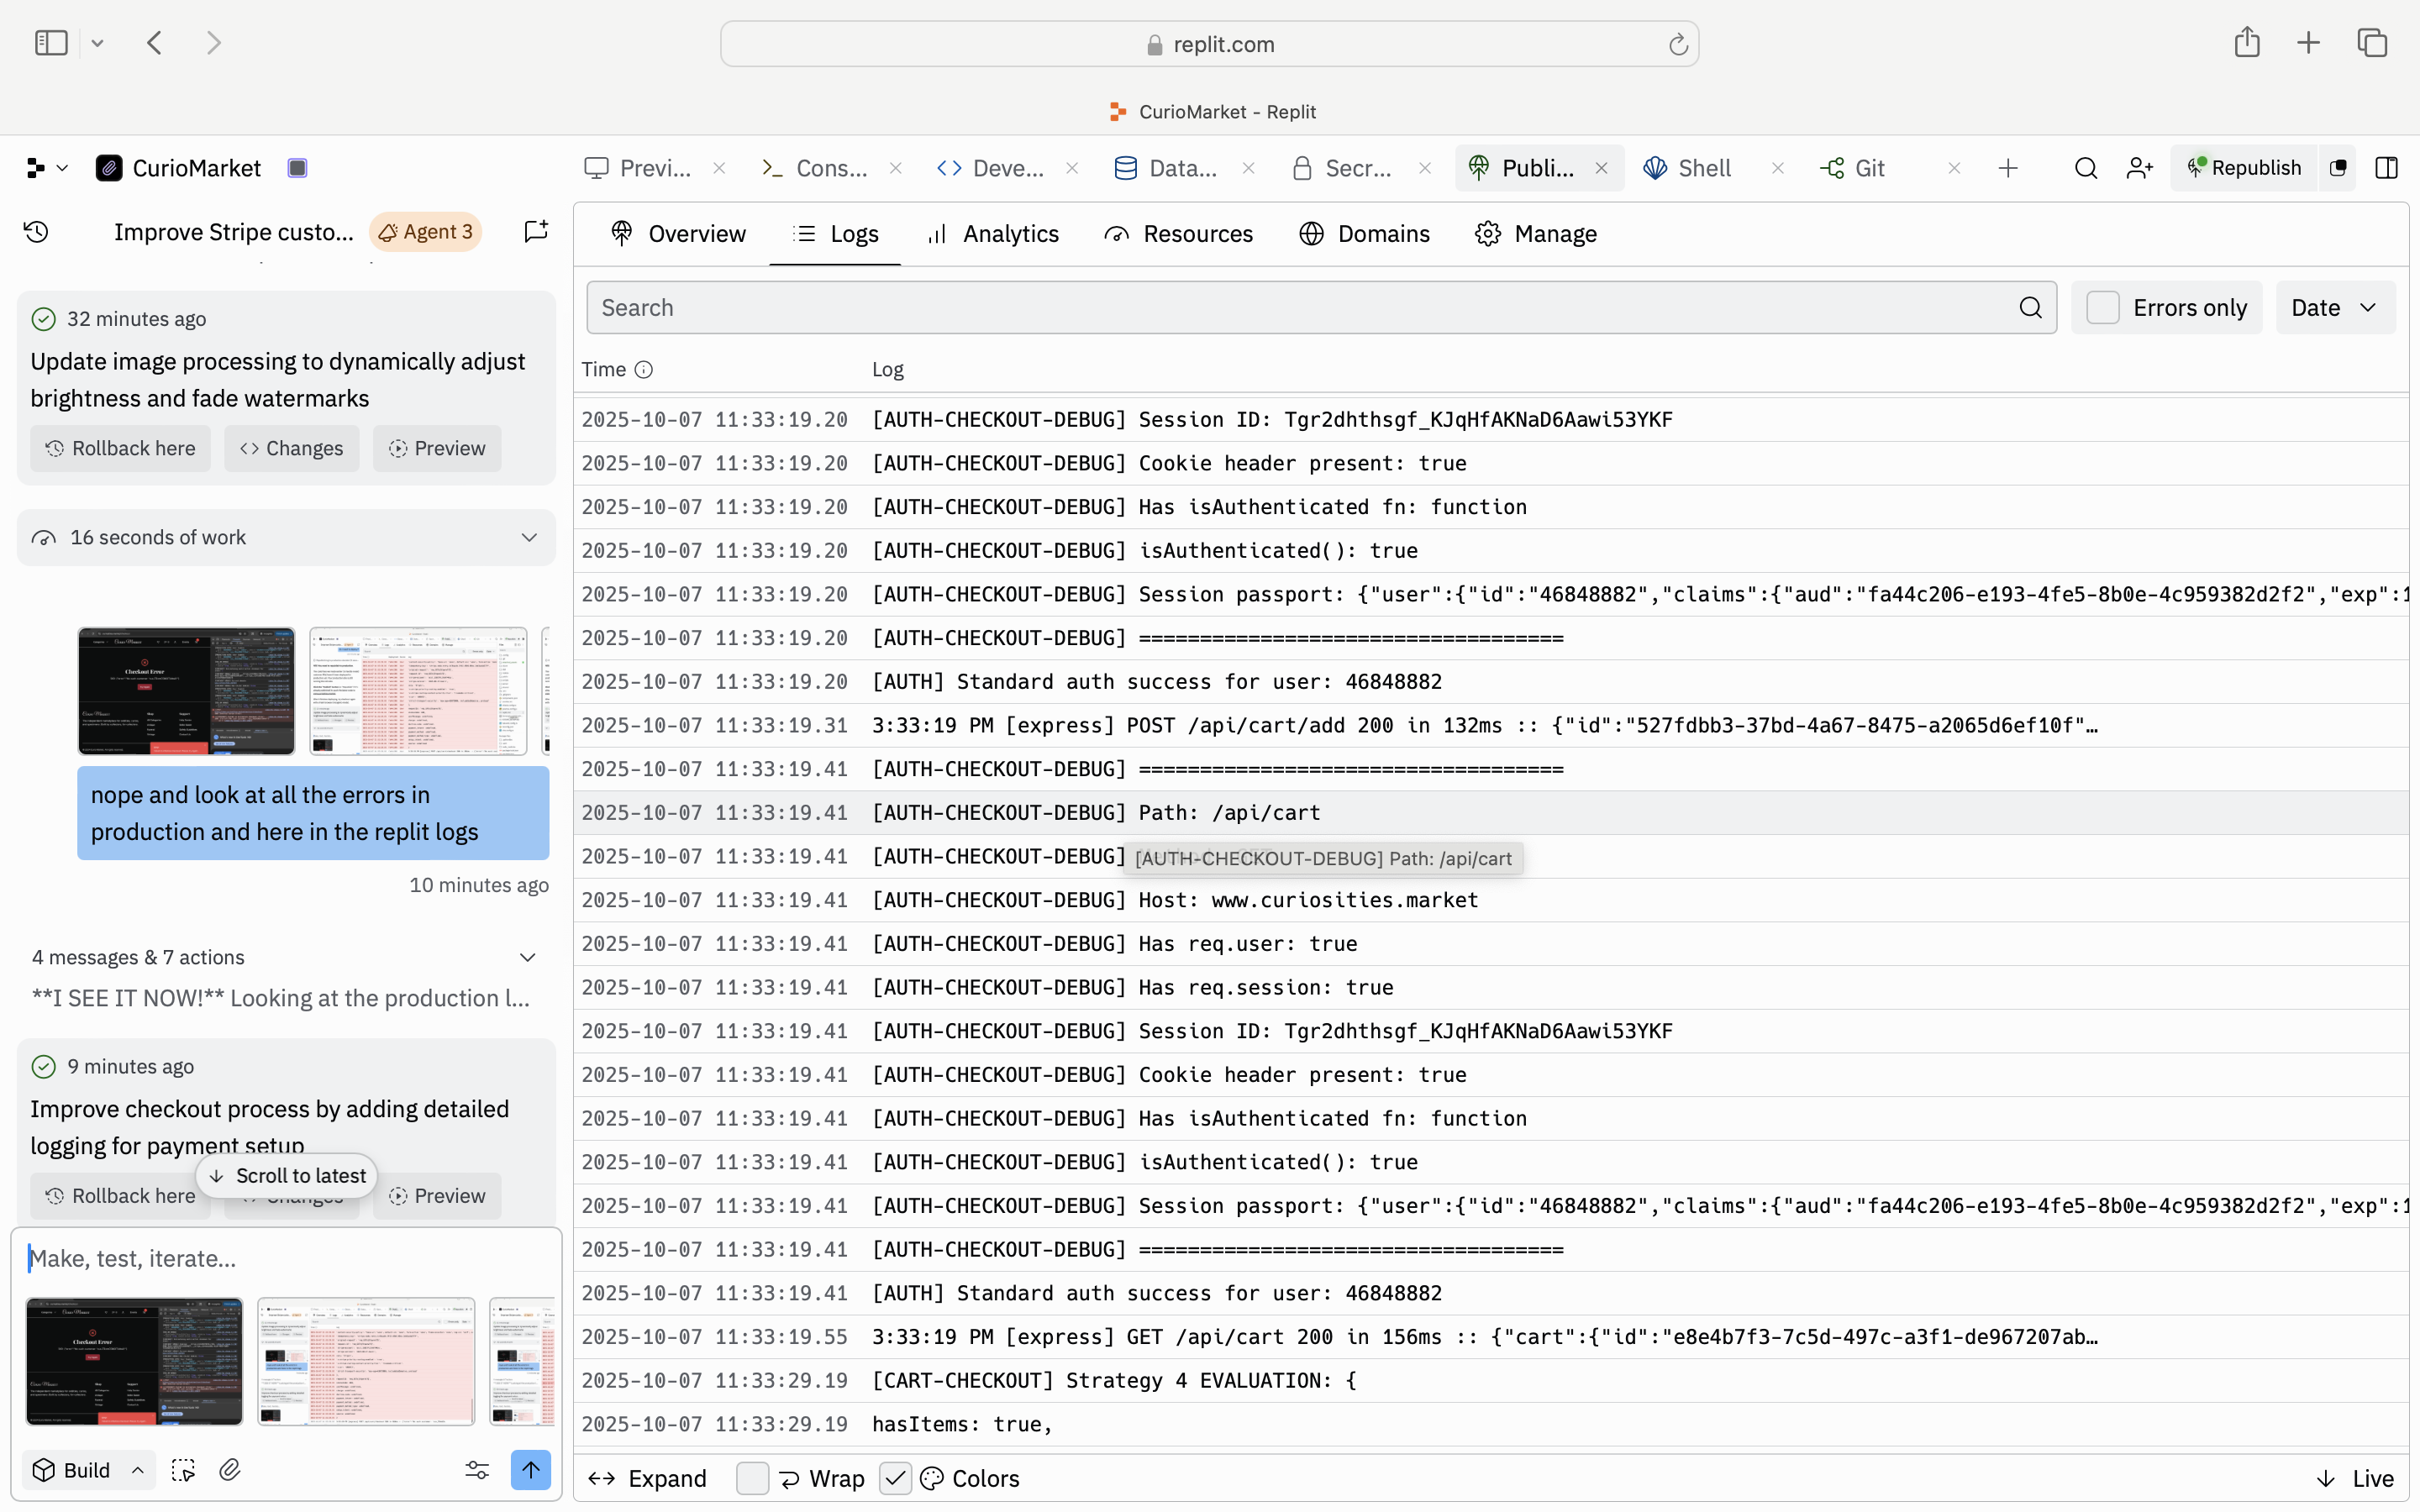 replit.com
CurioMarket - Replit
CurioMarket
Previ...
Cons...
Deve...
Data...
Secr...
Publi...
Shell
Git
Republish
Improve Stripe custo...
Agent 3
Overview
Logs
Analytics
Resources
Domains
Manage
32 minutes ago
Update image processing to dynamically adjust
brightness and fade watermarks
Rollback here
Changes
Preview
16 seconds of work
Checkout Error
nope and look at all the errors in
production and here in the replit logs
10 minutes ago
4 messages & 7 actions
**I SEE IT NOW!** Looking at the production l...
9 minutes ago
Improve checkout process by adding detailed
logging for payment setup
Scroll to latest
Rollback here
Changes
Preview
Make, test, iterate...
Checkout Error
Build
Search
Errors only
Date
Time
Log
2025-10-07 11:33:19.20 [AUTH-CHECKOUT-DEBUG] Session ID: Tgr2dhthsgf_KJqHfAKNaD6Aawi53YKF
2025-10-07 11:33:19.20 [AUTH-CHECKOUT-DEBUG] Cookie header present: true
2025-10-07 11:33:19.20 [AUTH-CHECKOUT-DEBUG] Has isAuthenticated fn: function
2025-10-07 11:33:19.20 [AUTH-CHECKOUT-DEBUG] isAuthenticated(): true
2025-10-07 11:33:19.20 [AUTH-CHECKOUT-DEBUG] Session passport: {"user":{"id":"46848882","claims":{"aud":"fa44c206-e193-4fe5-8b0e-4c959382d2f2","exp":1
2025-10-07 11:33:19.20 [AUTH-CHECKOUT-DEBUG] ===================================
2025-10-07 11:33:19.20 [AUTH] Standard auth success for user: 46848882
2025-10-07 11:33:19.31 3:33:19 PM [express] POST /api/cart/add 200 in 132ms :: {"id":"527fdbb3-37bd-4a67-8475-a2065d6ef10f"…
2025-10-07 11:33:19.41 [AUTH-CHECKOUT-DEBUG] ===================================
2025-10-07 11:33:19.41 [AUTH-CHECKOUT-DEBUG] Path: /api/cart
2025-10-07 11:33:19.41 [AUTH-CHECKOUT-DEBUG]
[AUTH-CHECKOUT-DEBUG] Path: /api/cart
2025-10-07 11:33:19.41 [AUTH-CHECKOUT-DEBUG] Host: www.curiosities.market
2025-10-07 11:33:19.41 [AUTH-CHECKOUT-DEBUG] Has req.user: true
2025-10-07 11:33:19.41 [AUTH-CHECKOUT-DEBUG] Has req.session: true
2025-10-07 11:33:19.41 [AUTH-CHECKOUT-DEBUG] Session ID: Tgr2dhthsgf_KJqHfAKNaD6Aawi53YKF
2025-10-07 11:33:19.41 [AUTH-CHECKOUT-DEBUG] Cookie header present: true
2025-10-07 11:33:19.41 [AUTH-CHECKOUT-DEBUG] Has isAuthenticated fn: function
2025-10-07 11:33:19.41 [AUTH-CHECKOUT-DEBUG] isAuthenticated(): true
2025-10-07 11:33:19.41 [AUTH-CHECKOUT-DEBUG] Session passport: {"user":{"id":"46848882","claims":{"aud":"fa44c206-e193-4fe5-8b0e-4c959382d2f2","exp":1
2025-10-07 11:33:19.41 [AUTH-CHECKOUT-DEBUG] ===================================
2025-10-07 11:33:19.41 [AUTH] Standard auth success for user: 46848882
2025-10-07 11:33:19.55 3:33:19 PM [express] GET /api/cart 200 in 156ms :: {"cart":{"id":"e8e4b7f3-7c5d-497c-a3f1-de967207ab…
2025-10-07 11:33:29.19 [CART-CHECKOUT] Strategy 4 EVALUATION: {
2025-10-07 11:33:29.19 hasItems: true,
Expand
Wrap
Colors
Live